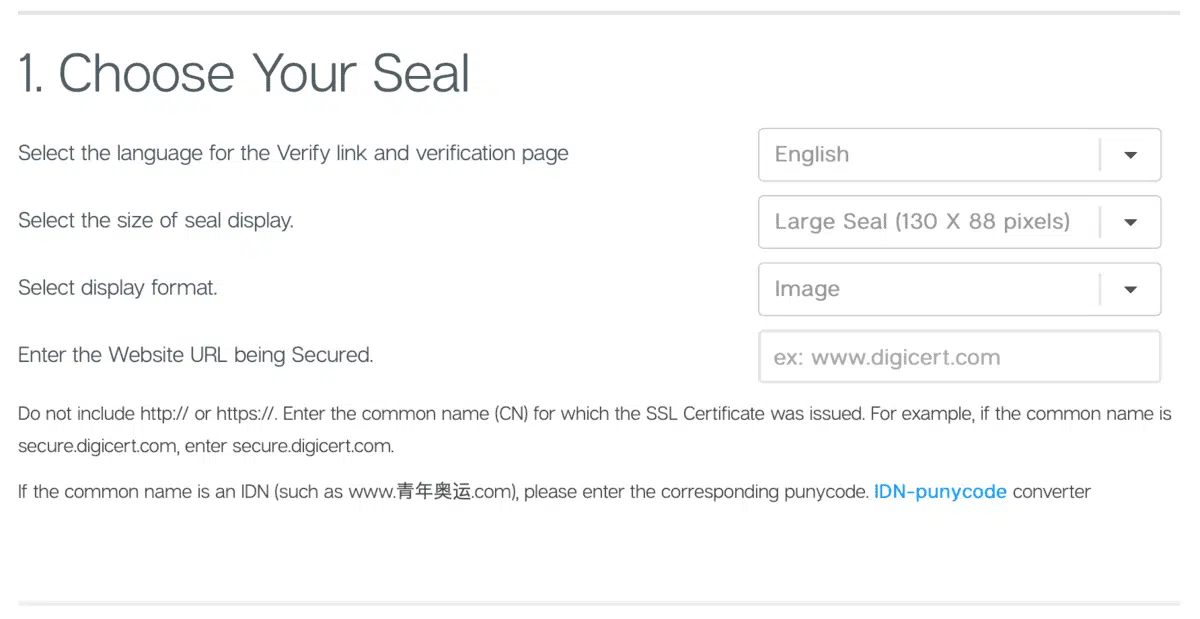 1. Choose Your Seal
Select the language for the Verify link and verification page
English
Select the size of seal display.
Large Seal (130 X 88 pixels)
Select display format.
Image
Enter the Website URL being Secured.
ex: www.digicert.com
Do not include http:// or https://. Enter the common name (CN) for which the SSL Certificate was issued. For example, if the common name is
secure.digicert.com, enter secure.digicert.com.
If the common name is an IDN (such as www.青年奥运.com), please enter the corresponding punycode. IDN-punycode converter